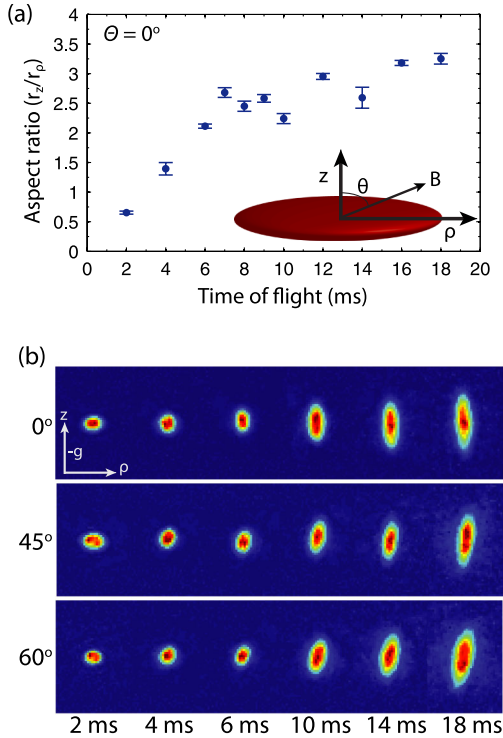 (a)
Θ = 0°
Aspect ratio (r_z/r_ρ)
4
3.5
3
2.5
2
1.5
1
0.5
0
z
θ
B
ρ
0 2 4 6 8 10 12 14 16 18 20
Time of flight (ms)
(b)
0°
z
-g
ρ
45°
60°
2 ms 4 ms 6 ms 10 ms 14 ms 18 ms